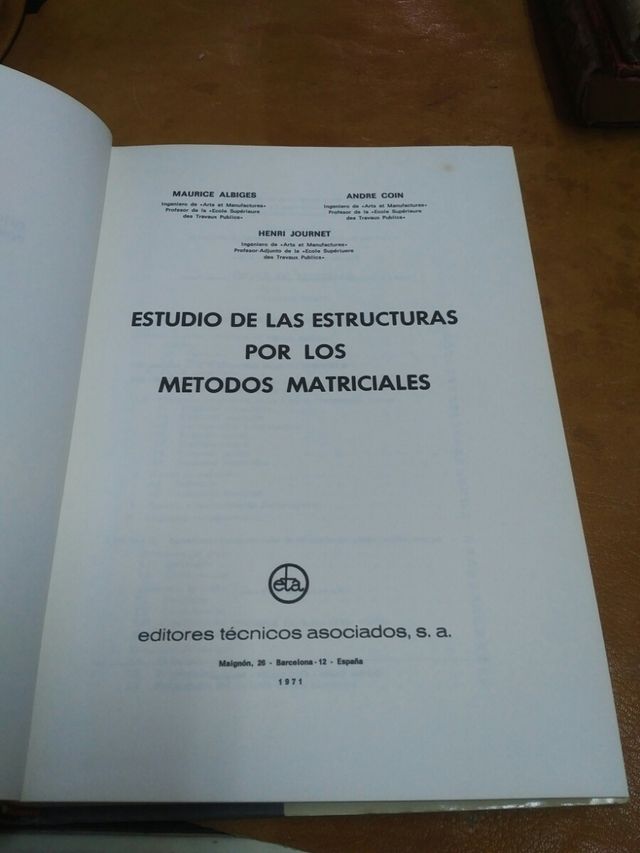 MAURICE ALBIGES
Ingeniero de «Arts et Manufactures»
Profesor de la «Ecole Supérieure
des Travaux Publics»
ANDRE COIN
Ingeniero de «Arts et Manufactures»
Profesor de la «Ecole Supérieure
des Travaux Publics»
HENRI JOURNET
Ingeniero de «Arts et Manufactures»
Profesor-Adjunto de la «Ecole Supérieure
des Travaux Publics»
ESTUDIO DE LAS ESTRUCTURAS
POR LOS
METODOS MATRICIALES
eta
editores técnicos asociados, s. a.
Maignón, 26 - Barcelona-12 - España
1971